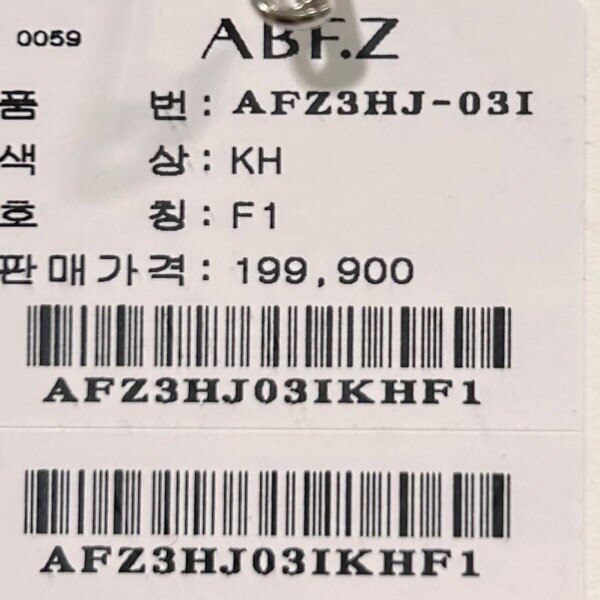 0059 ABF.Z
품 번 : AFZ3HJ-03I
색 상 : KH
호 칭 : F1
판매가격 : 199,900
AFZ3HJ03IKHF1
AFZ3HJ03IKHF1